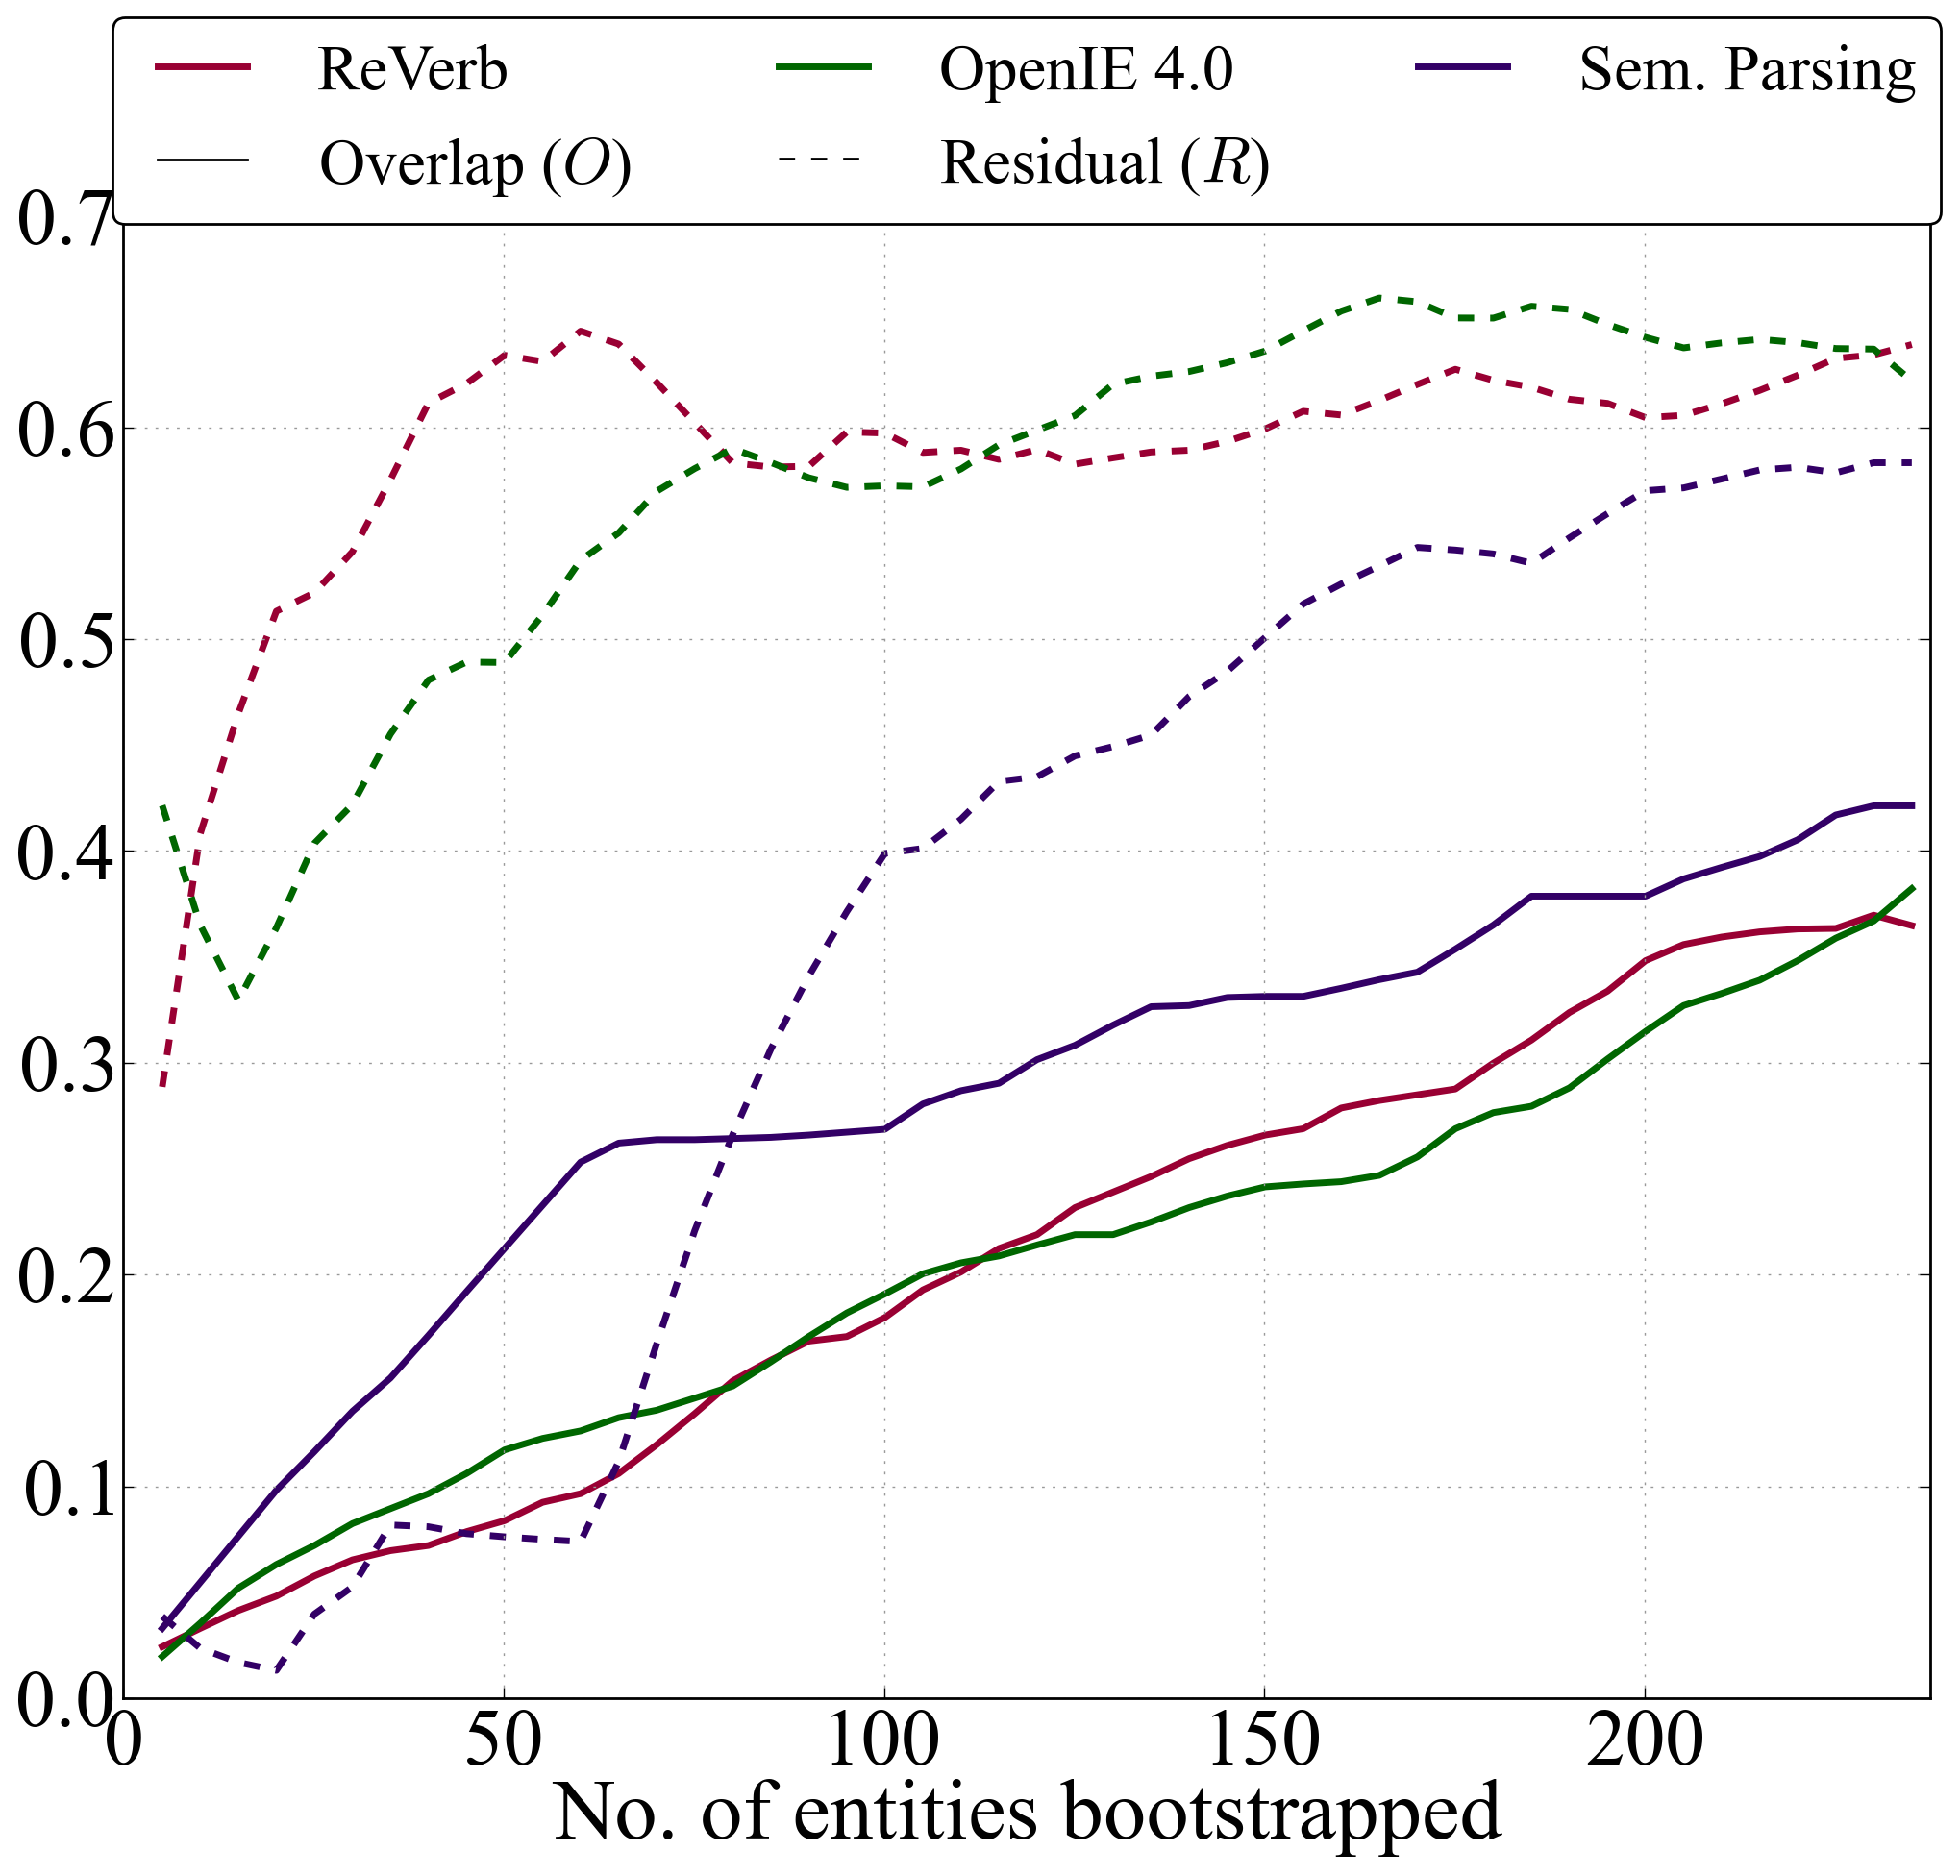 ReVerb OpenIE 4.0 Sem. Parsing
Overlap (O) Residual (R)
0.7
0.6
0.5
0.4
0.3
0.2
0.1
0.0
0 50 100 150 200
No. of entities bootstrapped